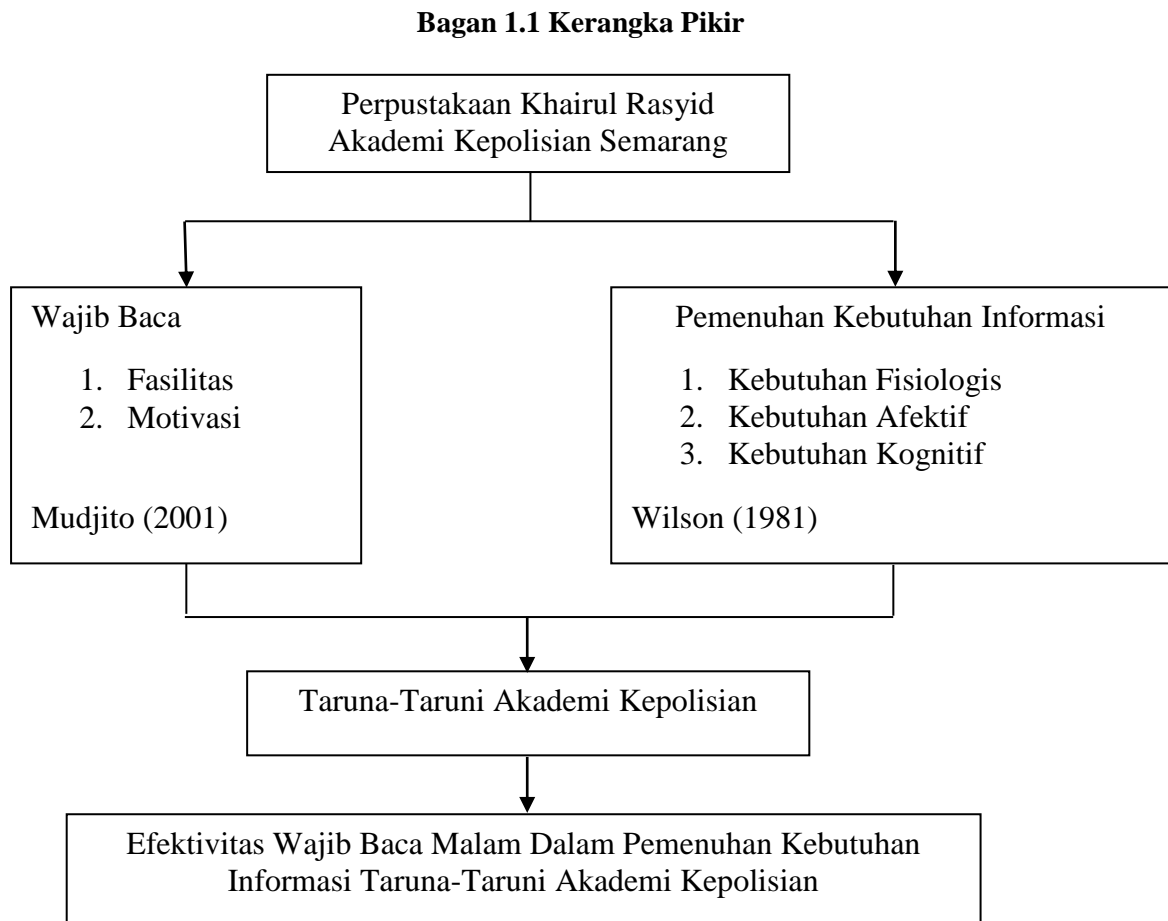 Bagan 1.1 Kerangka Pikir
Perpustakaan Khairul Rasyid
Akademi Kepolisian Semarang
Wajib Baca
1. Fasilitas
2. Motivasi
Mudjito (2001)
Pemenuhan Kebutuhan Informasi
1. Kebutuhan Fisiologis
2. Kebutuhan Afektif
3. Kebutuhan Kognitif
Wilson (1981)
Taruna-Taruni Akademi Kepolisian
Efektivitas Wajib Baca Malam Dalam Pemenuhan Kebutuhan
Informasi Taruna-Taruni Akademi Kepolisian